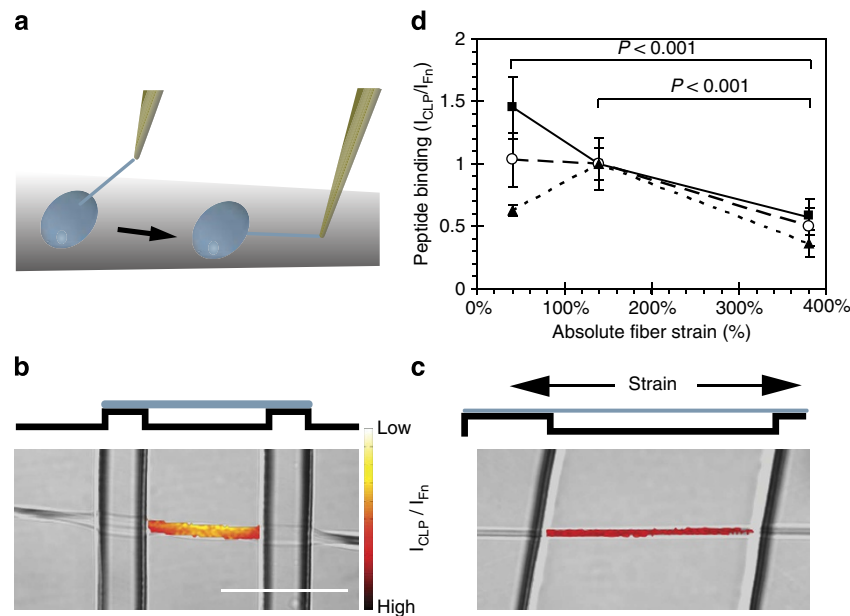 a
d
2
1.5
1
0.5
0
Peptide binding (I_CLP/I_Fn)
P < 0.001
P < 0.001
0%
100%
200%
300%
400%
Absolute fiber strain (%)
b
Low
I_CLP / I_Fn
High
c
Strain